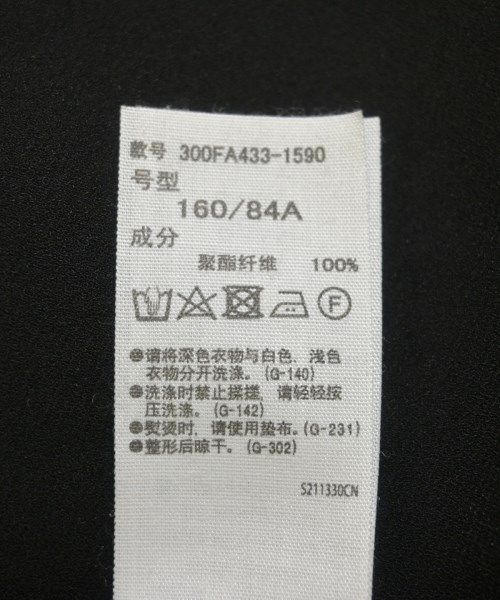 款号 300FA433-1590
号型
160/84A
成分
聚酯纤维 100%
F
●请将深色衣物与白色、浅色
衣物分开洗涤。(G-140)
●洗涤时禁止揉搓，请轻轻按
压洗涤。(G-142)
●熨烫时，请使用垫布。(G-231)
●整形后晾干。(G-302)
S211330CN